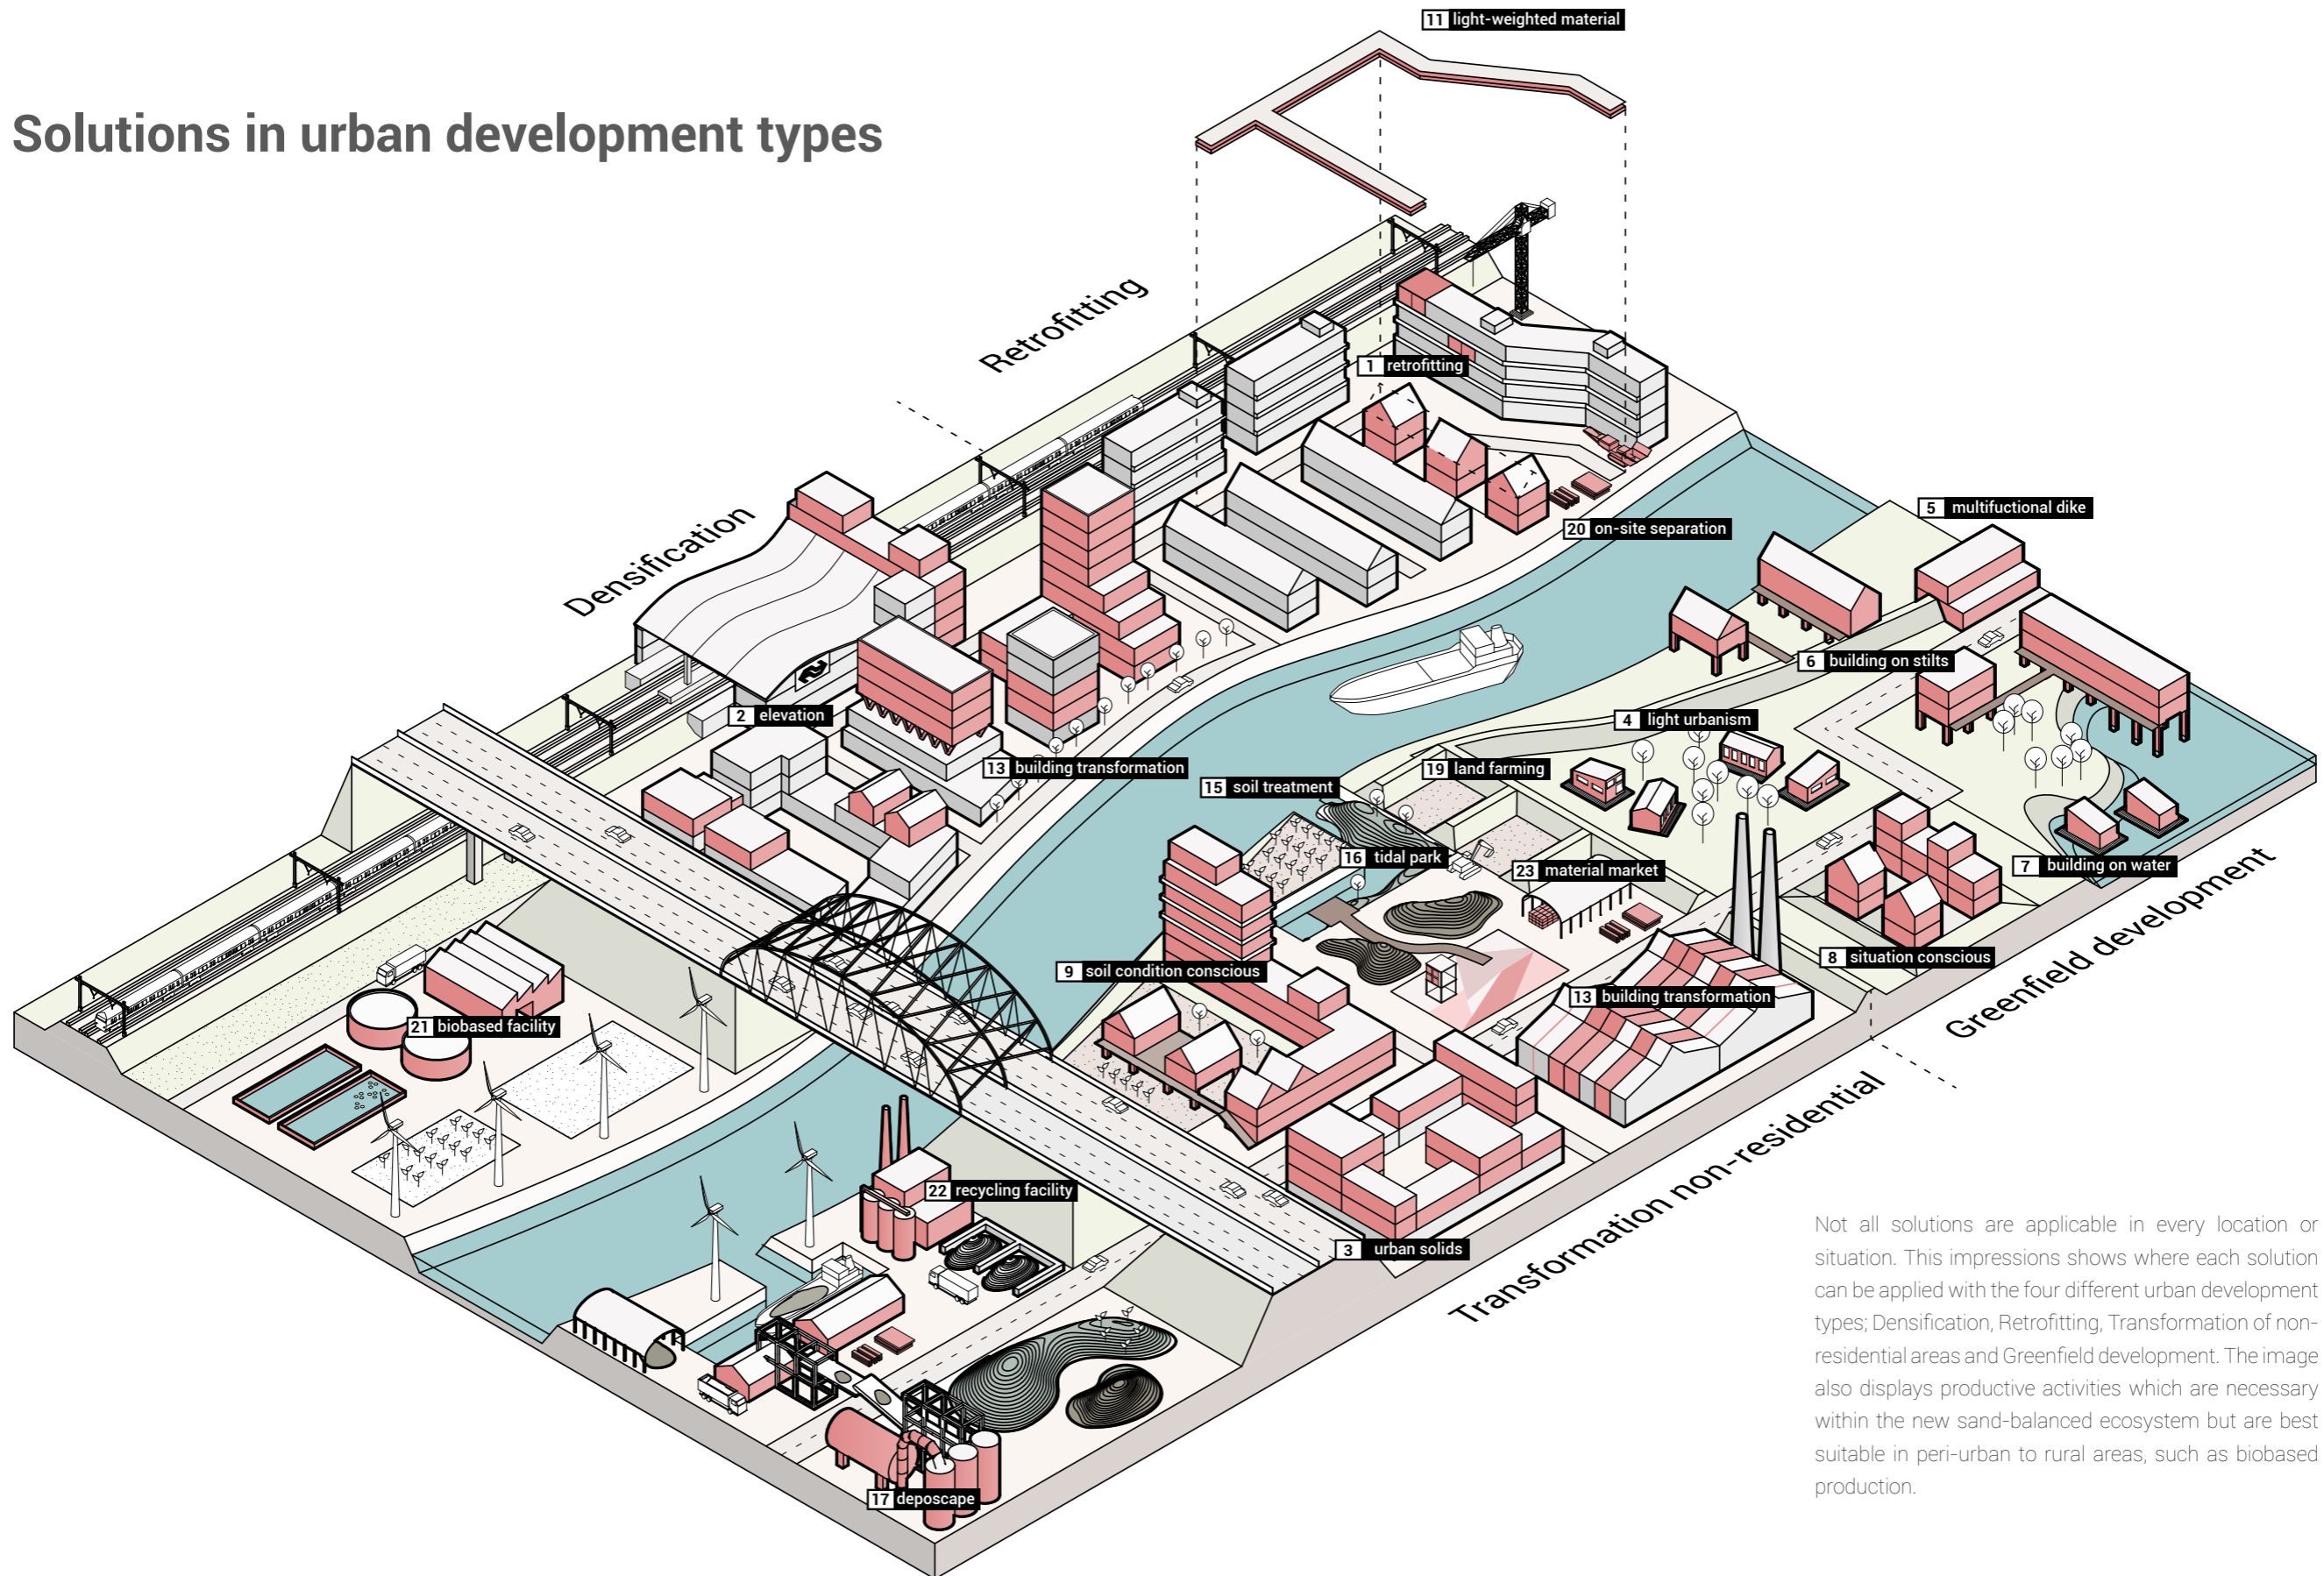 11 light-weighted material
Solutions in urban development types
Retrofitting
1 retrofitting
5 multifuctional dike
Densification
20 on-site separation
6 building on stilts
2 elevation
4 light urbanism
13 building transformation
19 land farming
15 soil treatment
16 tidal park
23 material market
7 building on water
9 soil condition conscious
8 situation conscious
13 building transformation
Greenfield development
21 biobased facility
22 recycling facility
3 urban solids
Transformation non-residential
17 deposcape
Not all solutions are applicable in every location or
situation. This impressions shows where each solution
can be applied with the four different urban development
types; Densification, Retrofitting, Transformation of non-
residential areas and Greenfield development. The image
also displays productive activities which are necessary
within the new sand-balanced ecosystem but are best
suitable in peri-urban to rural areas, such as biobased
production.